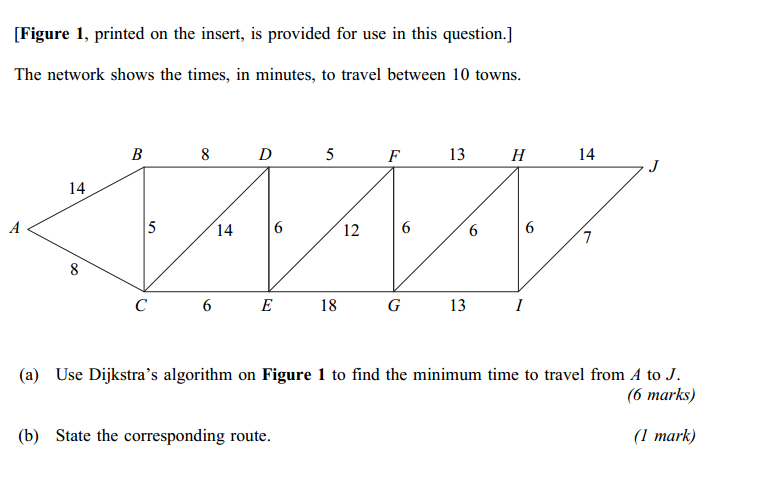 [Figure 1, printed on the insert, is provided for use in this question.]
The network shows the times, in minutes, to travel between 10 towns.
B 8 D 5 F 13 H 14 J
14
A 5 14 6 12 6 6 6 7
8
C 6 E 18 G 13 I
(a) Use Dijkstra's algorithm on Figure 1 to find the minimum time to travel from A to J.
(6 marks)
(b) State the corresponding route. (1 mark)